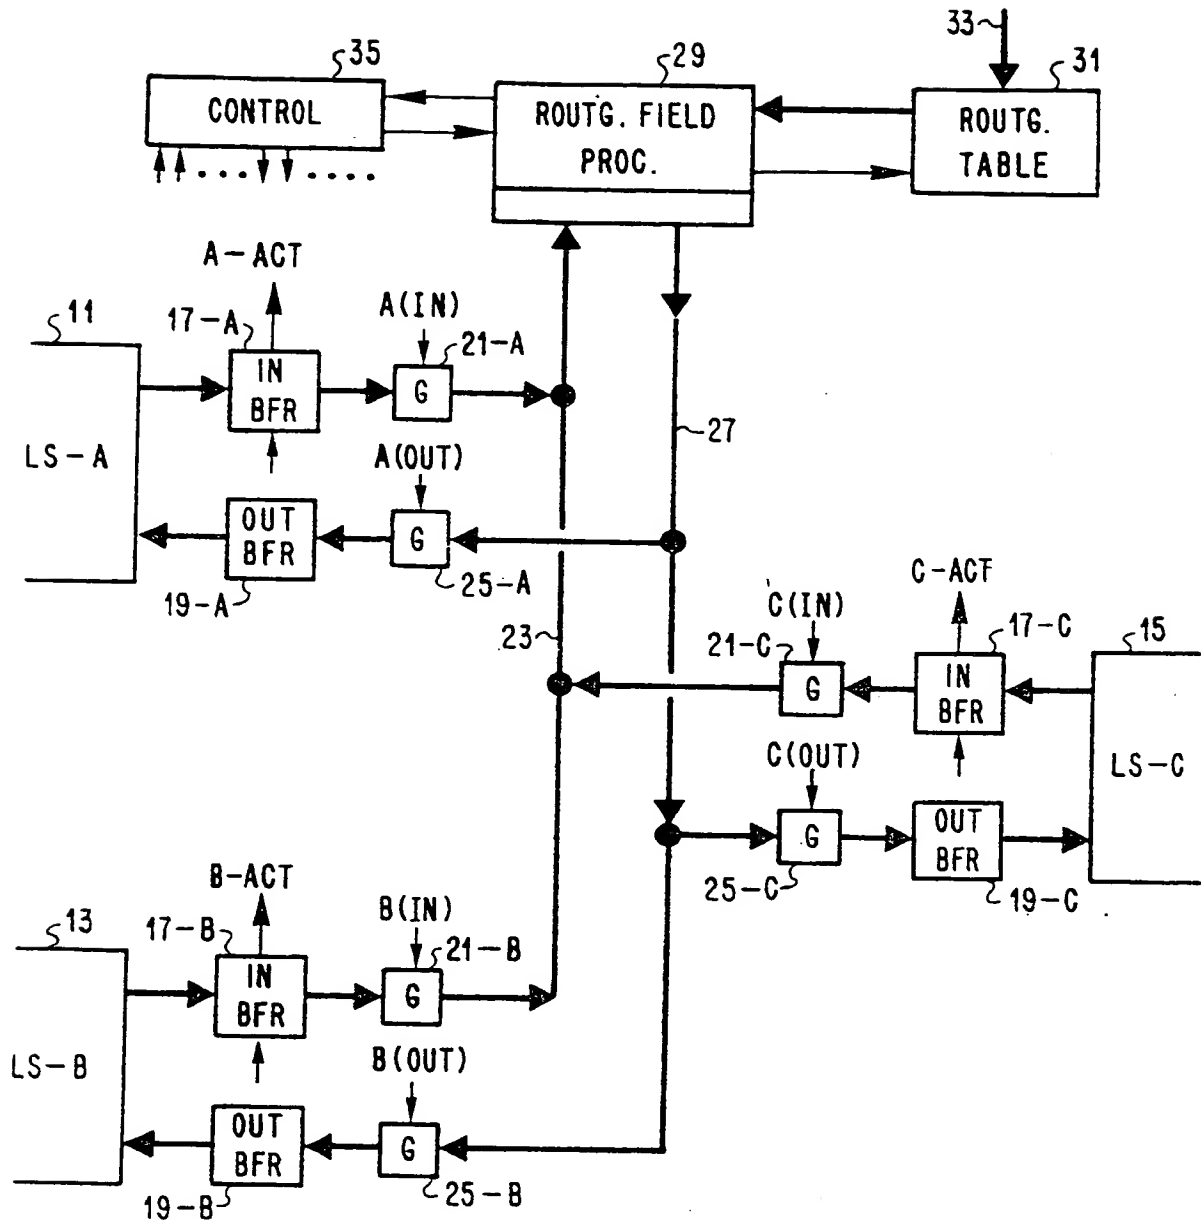 33
35
29
31
CONTROL
ROUTG. FIELD
PROC.
ROUTG.
TABLE
A-ACT
11
17-A
A(IN)
21-A
IN
BFR
G
LS-A
A(OUT)
27
OUT
BFR
G
19-A
25-A
C-ACT
23
C(IN)
21-C
17-C
15
G
IN
BFR
C(OUT)
LS-C
G
OUT
BFR
25-C
19-C
B-ACT
13
17-B
B(IN)
21-B
IN
BFR
G
LS-B
B(OUT)
OUT
BFR
G
19-B
25-B